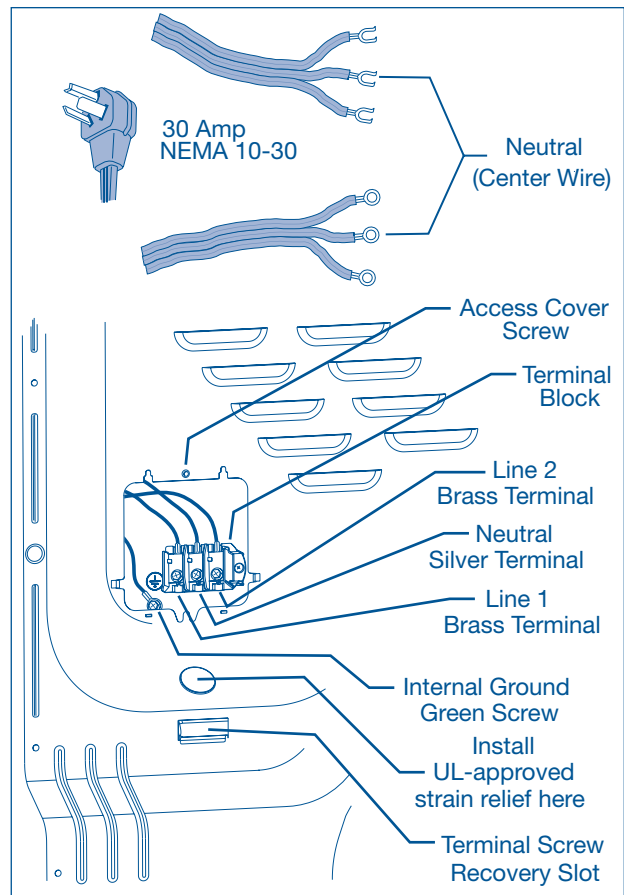 30 Amp
NEMA 10-30
Neutral
(Center Wire)
Access Cover
Screw
Terminal
Block
Line 2
Brass Terminal
Neutral
Silver Terminal
Line 1
Brass Terminal
Internal Ground
Green Screw
Install
UL-approved
strain relief here
Terminal Screw
Recovery Slot